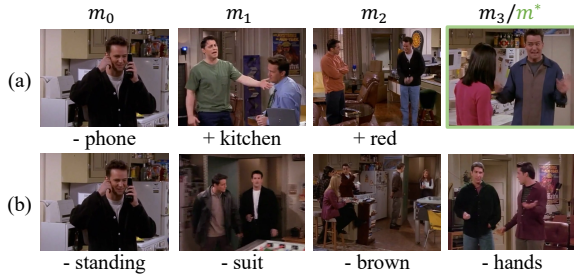 m₀ m₁ m₂ m₃/m*
(a)
- phone + kitchen + red
(b)
- standing - suit - brown - hands